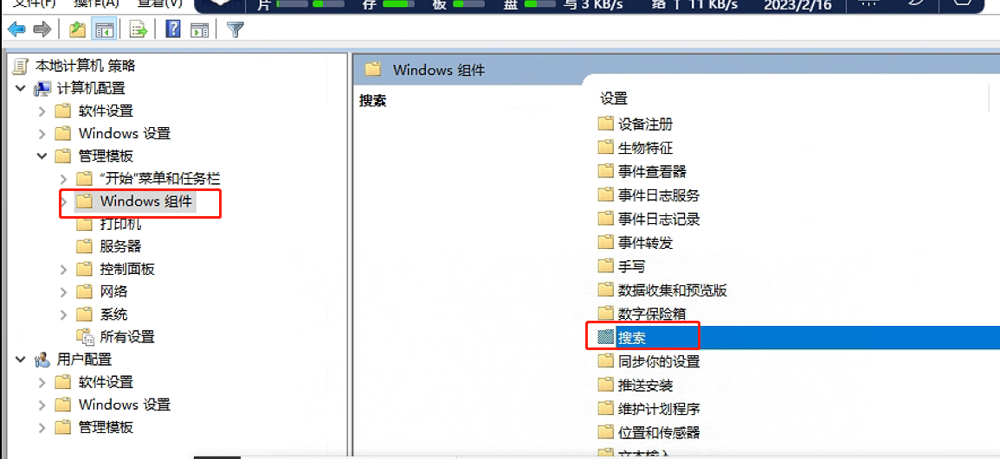 文件(F) 操作(A) 查看(V) 片 存 板 盘 写 3 KB/s 络 11 KB/s 2023/2/16
本地计算机 策略
计算机配置
软件设置
Windows 设置
管理模板
“开始”菜单和任务栏
Windows 组件
打印机
服务器
控制面板
网络
系统
所有设置
用户配置
软件设置
Windows 设置
管理模板
Windows 组件
搜索
设置
设备注册
生物特征
事件查看器
事件日志服务
事件日志记录
事件转发
手写
数据收集和预览版
数字保险箱
搜索
同步你的设置
推送安装
维护计划程序
位置和传感器
文本输入